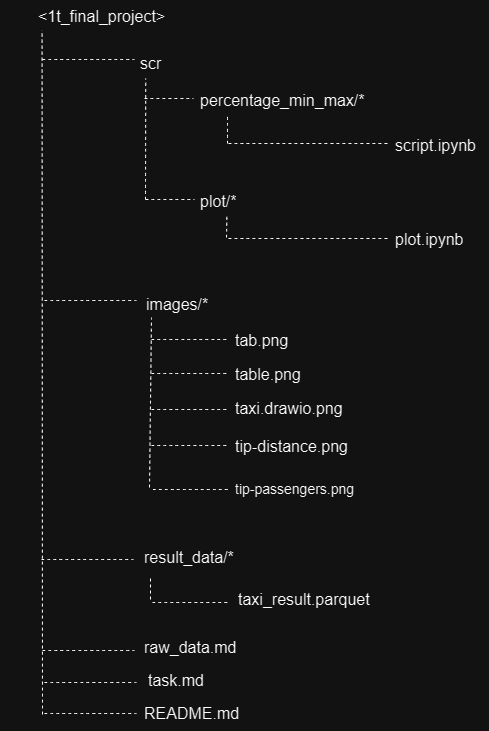 <1t_final_project>
scr
percentage_min_max/*
script.ipynb
plot/*
plot.ipynb
images/*
tab.png
table.png
taxi.drawio.png
tip-distance.png
tip-passengers.png
result_data/*
taxi_result.parquet
raw_data.md
task.md
README.md